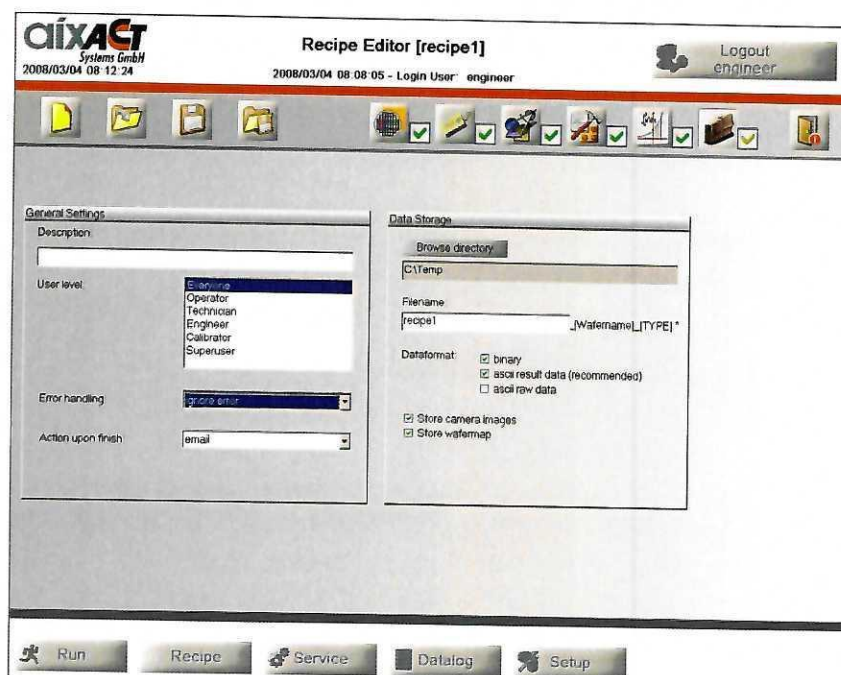 aixACT
Systems GmbH
2008/03/04 08:12:24
Recipe Editor [recipe1]
2008/03/04 08:08:05 - Login User: engineer
Logout
engineer
General Settings
Description:
User level:
Everyone
Operator
Technician
Engineer
Calibrator
Superuser
Error handling
ignore error
Action upon finish
email
Data Storage
Browse directory
C:\Temp
Filename
recipe1
_[Wafername]_[TYPE].*
Dataformat:
binary
ascii result data (recommended)
ascii raw data
Store camera images
Store wafermap
Run
Recipe
Service
Datalog
Setup